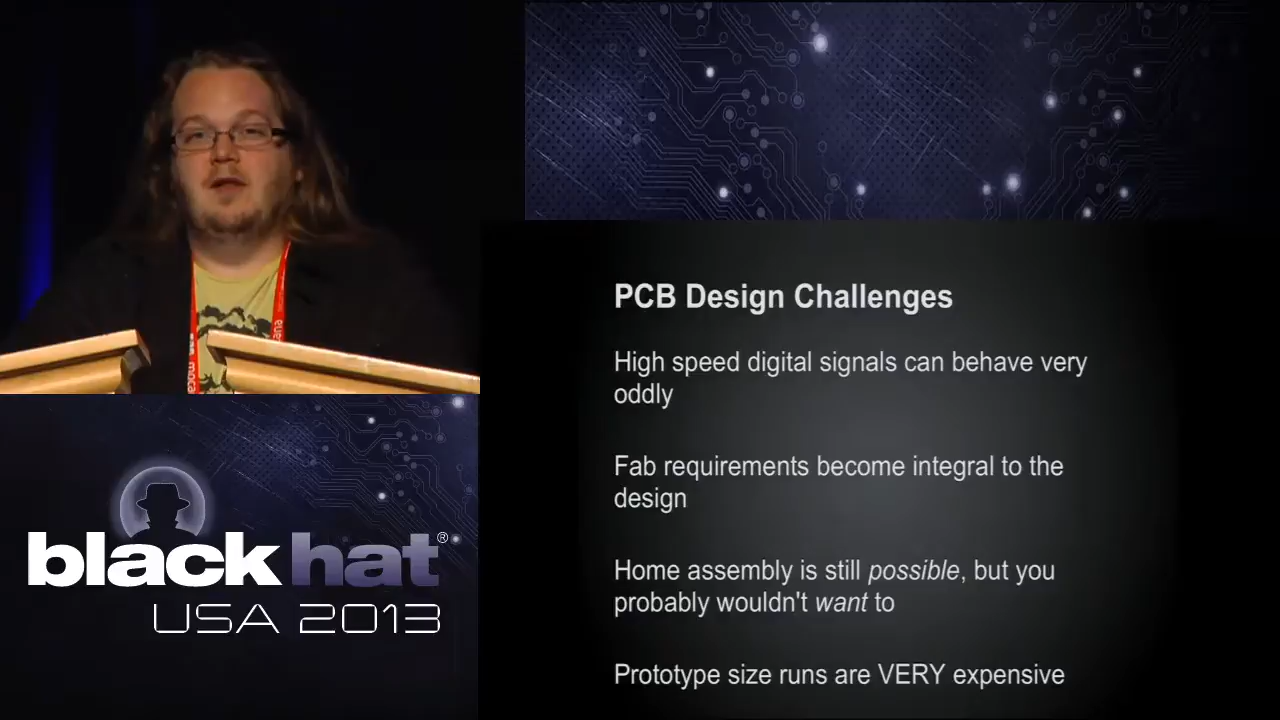 PCB Design Challenges
High speed digital signals can behave very
oddly
Fab requirements become integral to the
design
Home assembly is still possible, but you
probably wouldn't want to
Prototype size runs are VERY expensive
black hat®
USA 2013